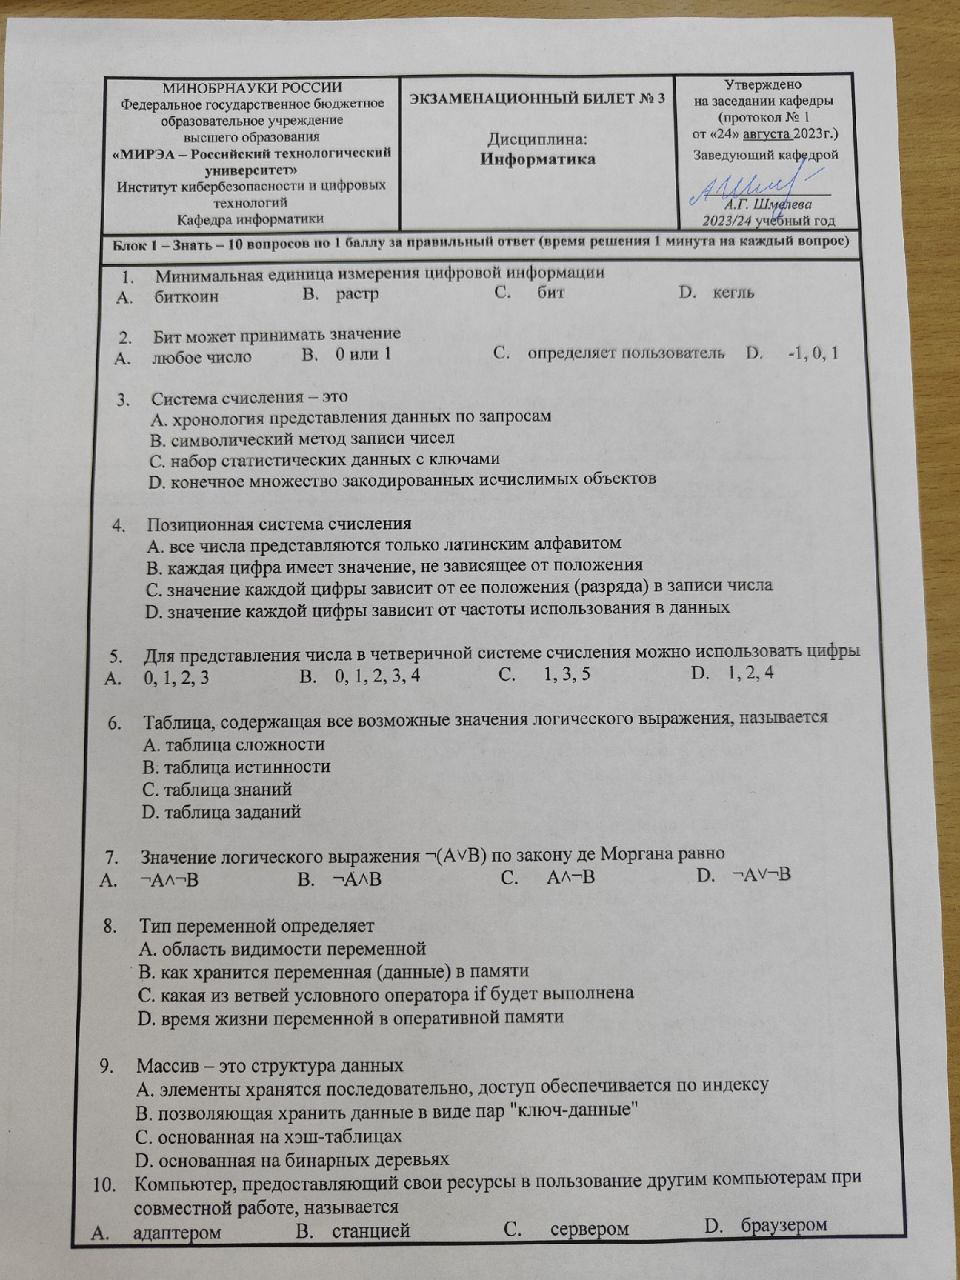 МИНОБРНАУКИ РОССИИ
Федеральное государственное бюджетное
образовательное учреждение
высшего образования
«МИРЭА – Российский технологический
университет»
Институт кибербезопасности и цифровых
технологий
Кафедра информатики
ЭКЗАМЕНАЦИОННЫЙ БИЛЕТ № 3
Дисциплина:
Информатика
Утверждено
на заседании кафедры
(протокол № 1
от «24» августа 2023г.)
Заведующий кафедрой
А.Г. Шмелева
2023/24 учебный год
Блок 1 – Знать – 10 вопросов по 1 баллу за правильный ответ (время решения 1 минута на каждый вопрос)
1. Минимальная единица измерения цифровой информации
A. биткоин B. растр C. бит D. кегль
2. Бит может принимать значение
A. любое число B. 0 или 1 C. определяет пользователь D. -1, 0, 1
3. Система счисления – это
A. хронология представления данных по запросам
B. символический метод записи чисел
C. набор статистических данных с ключами
D. конечное множество закодированных исчислимых объектов
4. Позиционная система счисления
A. все числа представляются только латинским алфавитом
B. каждая цифра имеет значение, не зависящее от положения
C. значение каждой цифры зависит от ее положения (разряда) в записи числа
D. значение каждой цифры зависит от частоты использования в данных
5. Для представления числа в четверичной системе счисления можно использовать цифры
A. 0, 1, 2, 3 B. 0, 1, 2, 3, 4 C. 1, 3, 5 D. 1, 2, 4
6. Таблица, содержащая все возможные значения логического выражения, называется
A. таблица сложности
B. таблица истинности
C. таблица знаний
D. таблица заданий
7. Значение логического выражения ¬(A˅B) по закону де Моргана равно
A. ¬A˄¬B B. ¬A˄B C. A˄¬B D. ¬A˅¬B
8. Тип переменной определяет
A. область видимости переменной
B. как хранится переменная (данные) в памяти
C. какая из ветвей условного оператора if будет выполнена
D. время жизни переменной в оперативной памяти
9. Массив – это структура данных
A. элементы хранятся последовательно, доступ обеспечивается по индексу
B. позволяющая хранить данные в виде пар "ключ-данные"
C. основанная на хэш-таблицах
D. основанная на бинарных деревьях
10. Компьютер, предоставляющий свои ресурсы в пользование другим компьютерам при
совместной работе, называется
A. адаптером B. станцией C. сервером D. браузером